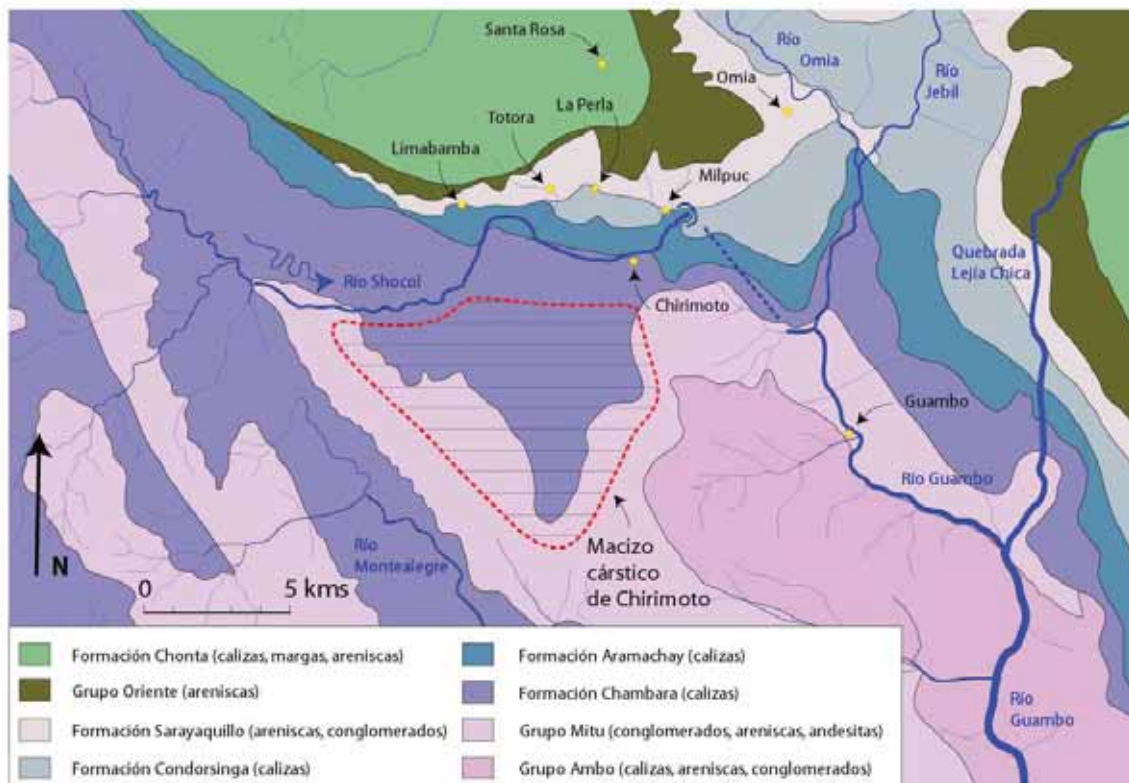 Santa Rosa
Río
Omia
Omia
Río
Jebil
La Perla
Totora
Limabamba
Milpuc
Quebrada
Lejía Chica
Río Shocol
Chirimoto
Guambo
Río Guambo
N
Río
Montealegre
Macizo
cárstico
de Chirimoto
0 5 kms
Río
Guambo
Formación Chonta (calizas, margas, areniscas)
Grupo Oriente (areniscas)
Formación Sarayaquillo (areniscas, conglomerados)
Formación Condorsinga (calizas)
Formación Aramachay (calizas)
Formación Chambara (calizas)
Grupo Mitu (conglomerados, areniscas, andesitas)
Grupo Ambo (calizas, areniscas, conglomerados)